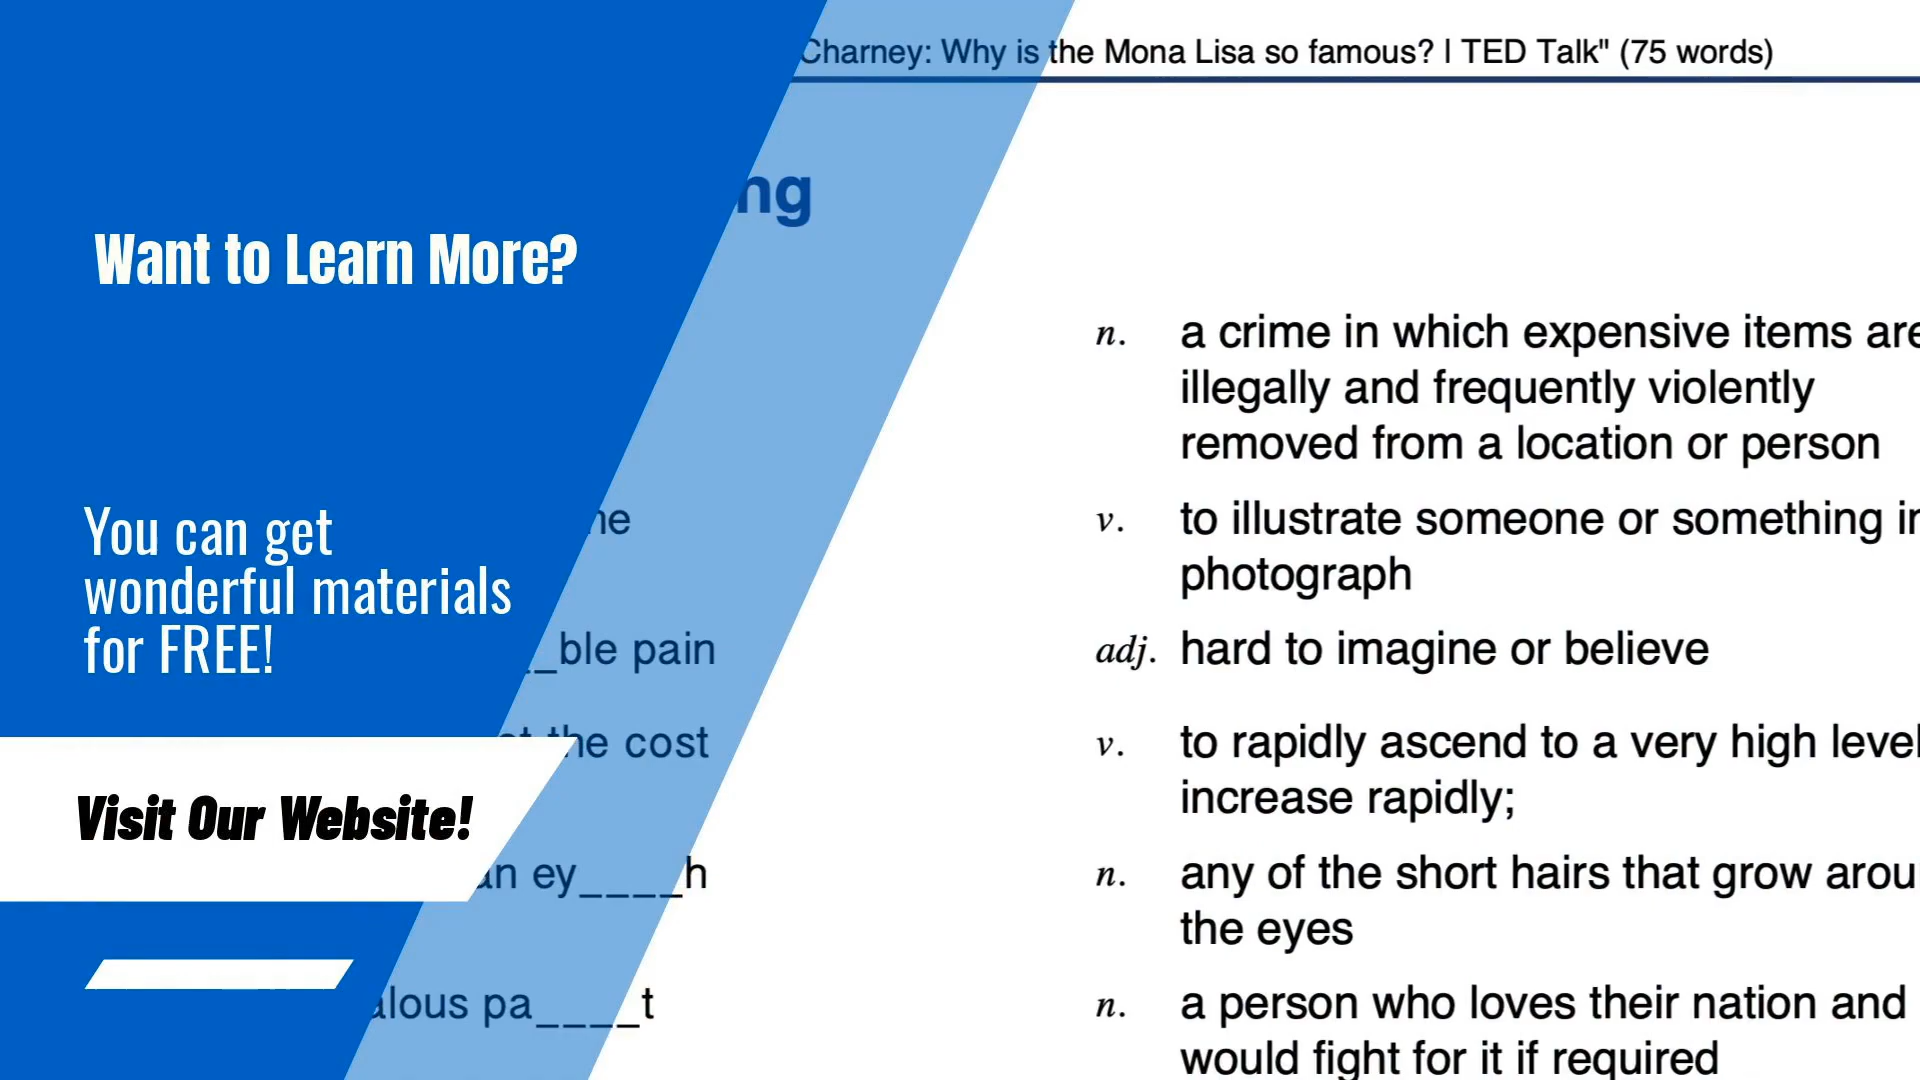 Charney: Why is the Mona Lisa so famous? | TED Talk" (75 words)
ng
Want to Learn More?
You can get
wonderful materials
for FREE!
Visit Our Website!
n. a crime in which expensive items are
illegally and frequently violently
removed from a location or person
v. to illustrate someone or something in
photograph
_ble pain
adj. hard to imagine or believe
the cost
v. to rapidly ascend to a very high level
increase rapidly;
an ey____h
n. any of the short hairs that grow arou
the eyes
alous pa____t
n. a person who loves their nation and
would fight for it if required